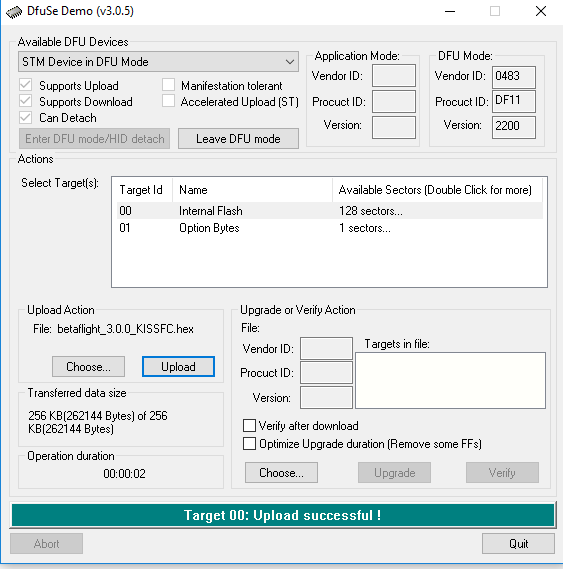 DfuSe Demo (v3.0.5)
Available DFU Devices
STM Device in DFU Mode
Supports Upload
Manifestation tolerant
Supports Download
Accelerated Upload (ST)
Can Detach
Enter DFU mode/HID detach
Leave DFU mode
Application Mode:
Vendor ID:
Procuct ID:
Version:
DFU Mode:
Vendor ID: 0483
Procuct ID: DF11
Version: 2200
Actions
Select Target(s):
Target Id Name Available Sectors (Double Click for more)
00 Internal Flash 128 sectors...
01 Option Bytes 1 sectors...
Upload Action
File: betaflight_3.0.0_KISSFC.hex
Choose... Upload
Transferred data size
256 KB(262144 Bytes) of 256
KB(262144 Bytes)
Operation duration
00:00:02
Upgrade or Verify Action
File:
Vendor ID:
Procuct ID:
Version:
Targets in file:
Verify after download
Optimize Upgrade duration (Remove some FFs)
Choose... Upgrade Verify
Target 00: Upload successful !
Abort Quit